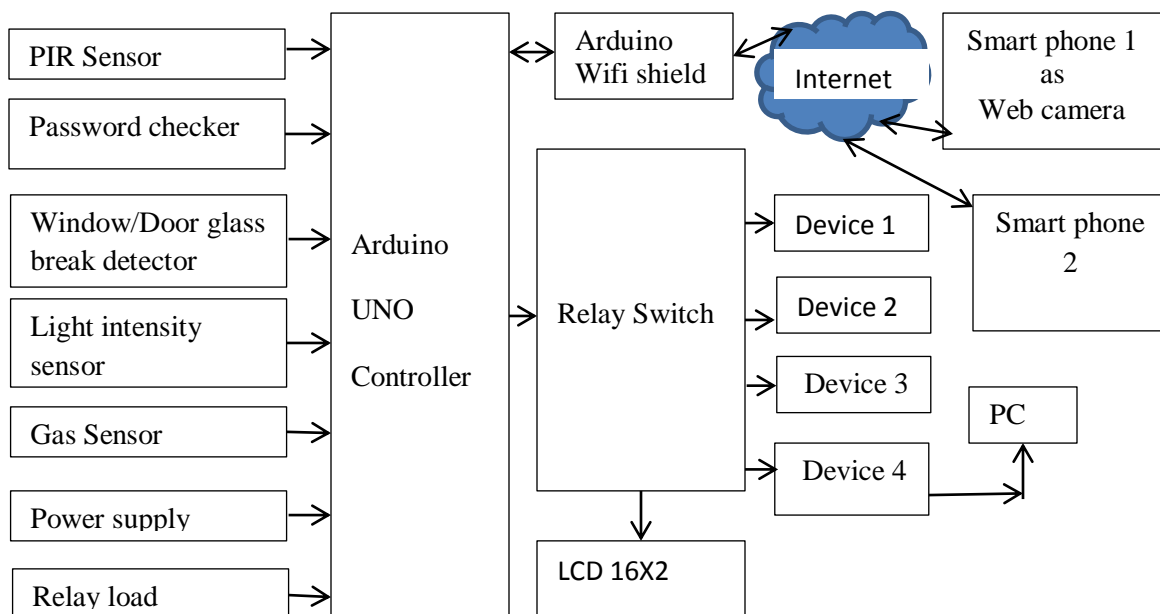 PIR Sensor
Password checker
Window/Door glass
break detector
Light intensity
sensor
Gas Sensor
Power supply
Relay load
Arduino
UNO
Controller
Arduino
Wifi shield
Internet
Smart phone 1
as
Web camera
Smart phone
2
Relay Switch
Device 1
Device 2
Device 3
Device 4
PC
LCD 16X2